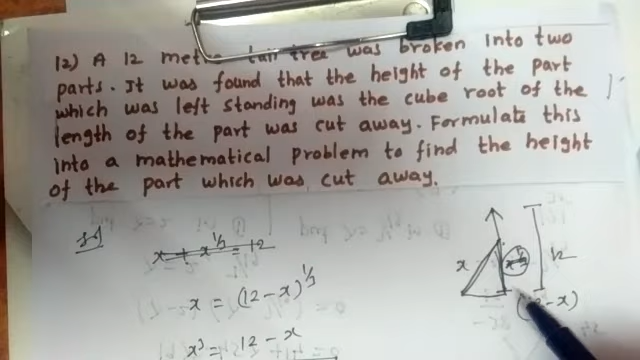 12) A 12 metre tall tree was broken into two
parts. It was found that the height of the part
which was left standing was the cube root of the
length of the part was cut away. Formulate this
into a mathematical problem to find the height
of the part which was cut away.
x + x^1/3 = 12
x = (12-x)^1/3
x³ = 12 - x
x
12
(12-x)